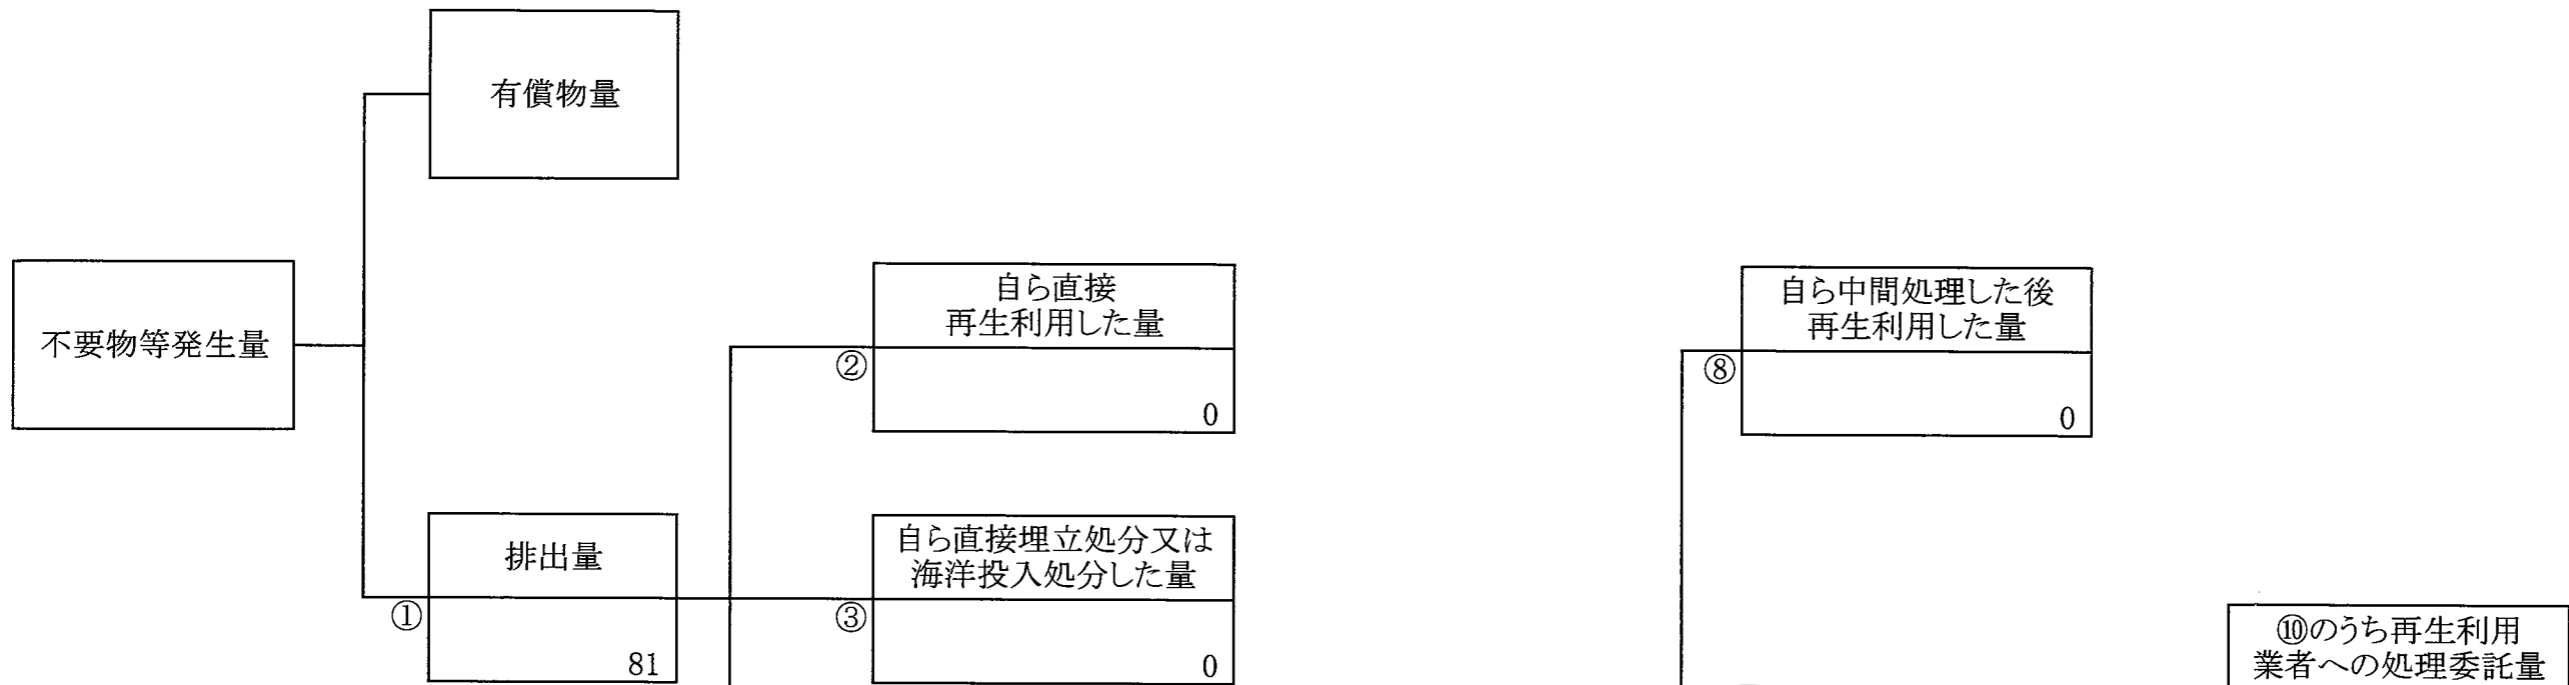 有償物量
不要物等発生量
自ら直接
再生利用した量
②
0
自ら中間処理した後
再生利用した量
⑧
0
排出量
①
81
自ら直接埋立処分又は
海洋投入処分した量
③
0
⑩のうち再生利用
業者への処理委託量